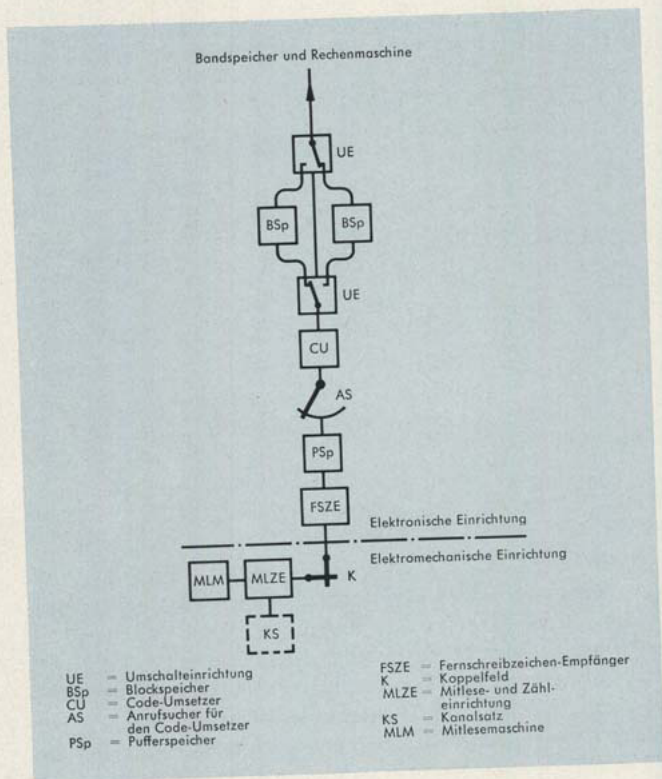 Bandspeicher und Rechenmaschine
UE
BSp
BSp
UE
CU
AS
PSp
FSZE
Elektronische Einrichtung
Elektromechanische Einrichtung
MLM
MLZE
K
KS
UE = Umschalteinrichtung
BSp = Blockspeicher
CU = Code-Umsetzer
AS = Anrufsucher für
den Code-Umsetzer
PSp = Pufferspeicher
FSZE = Fernschreibzeichen-Empfänger
K = Koppelfeld
MLZE = Mitlese- und Zähl-
einrichtung
KS = Kanalsatz
MLM = Mitlesemaschine